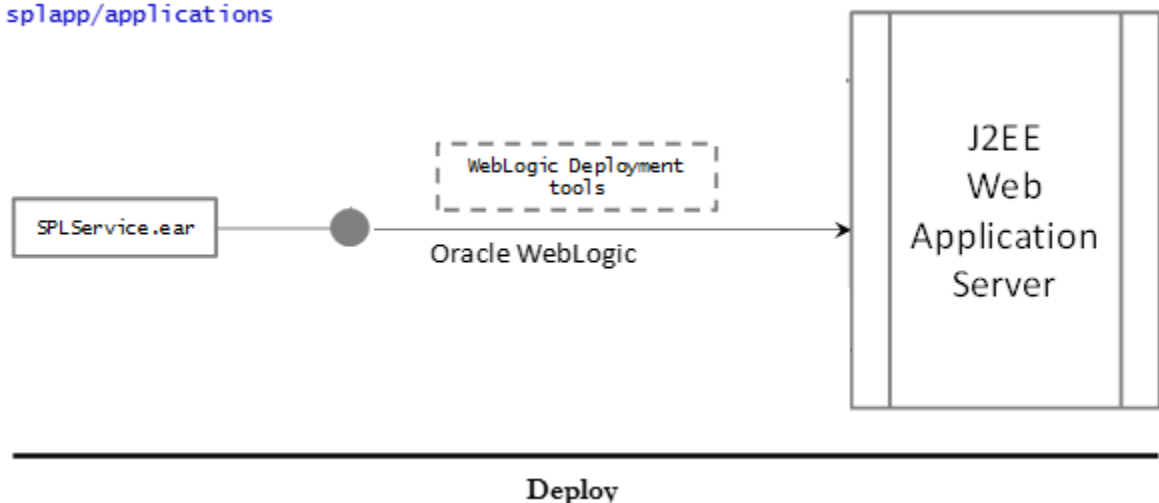 splapp/applications
WebLogic Deployment
tools
SPLService.ear
Oracle WebLogic
J2EE
Web
Application
Server
Deploy